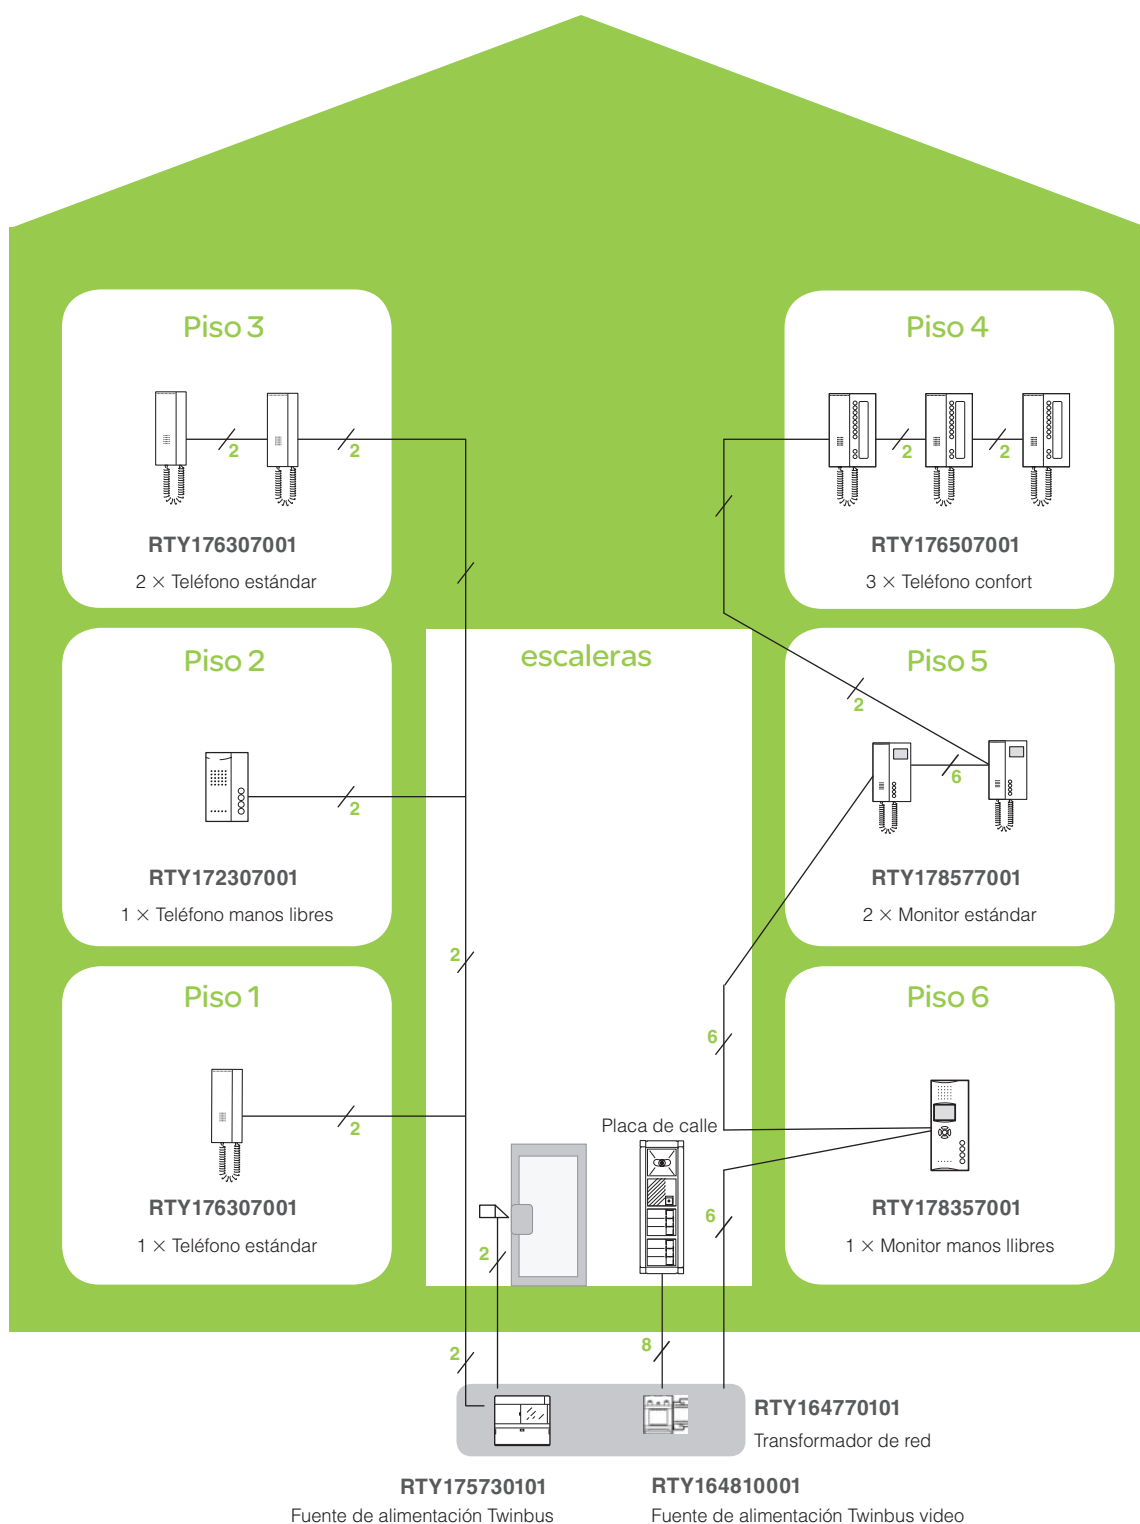 Piso 3
2
2
RTY176307001
2 × Teléfono estándar
Piso 4
2
2
RTY176507001
3 × Teléfono confort
Piso 2
2
RTY172307001
1 × Teléfono manos libres
escaleras
Piso 5
2
6
RTY178577001
2 × Monitor estándar
2
Piso 1
2
RTY176307001
1 × Teléfono estándar
6
Piso 6
Placa de calle
RTY178357001
1 × Monitor manos llibres
2
6
2
8
RTY164770101
Transformador de red
RTY175730101
Fuente de alimentación Twinbus
RTY164810001
Fuente de alimentación Twinbus video